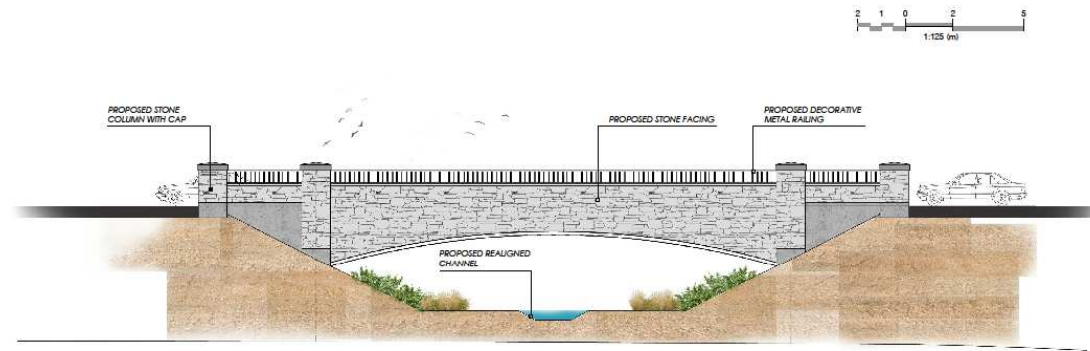 2 1 0 2 5
1:125 (m)
PROPOSED STONE
COLUMN WITH CAP
PROPOSED STONE FACING
PROPOSED DECORATIVE
METAL RAILING
PROPOSED REALIGNED
CHANNEL